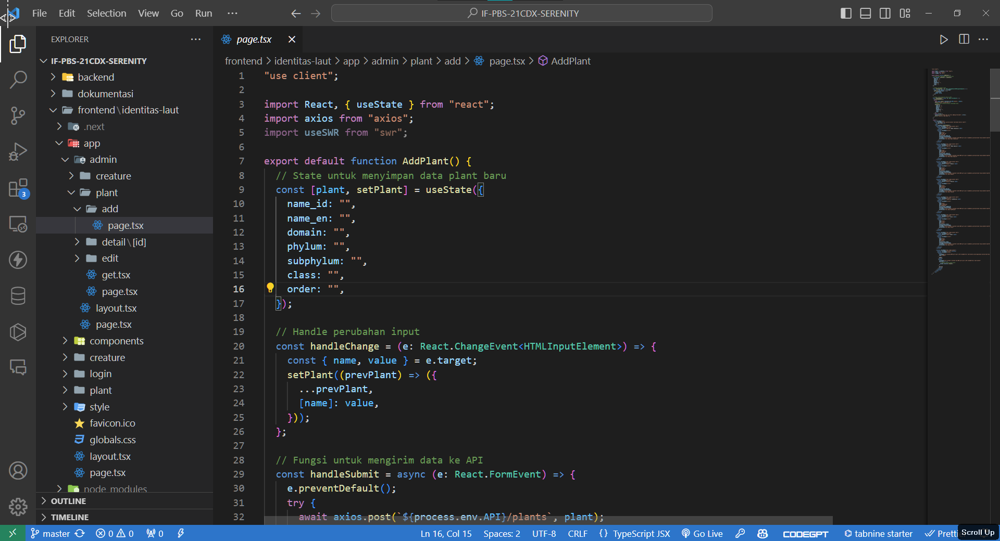 File Edit Selection View Go Run ··· IF-PBS-21CDX-SERENITY
EXPLORER ···
IF-PBS-21CDX-SERENITY
backend
dokumentasi
frontend\identitas-laut
.next
app
admin
creature
plant
add
page.tsx
detail\[id]
edit
get.tsx
page.tsx
layout.tsx
page.tsx
components
creature
login
plant
style
favicon.ico
globals.css
layout.tsx
page.tsx
node_modules
OUTLINE
TIMELINE
3
page.tsx
frontend > identitas-laut > app > admin > plant > add > page.tsx > AddPlant
1 "use client";
2
3 import React, { useState } from "react";
4 import axios from "axios";
5 import useSWR from "swr";
6
7 export default function AddPlant() {
8 // State untuk menyimpan data plant baru
9 const [plant, setPlant] = useState({
10 name_id: "",
11 name_en: "",
12 domain: "",
13 phylum: "",
14 subphylum: "",
15 class: "",
16 order: "",
17 });
18
19 // Handle perubahan input
20 const handleChange = (e: React.ChangeEvent<HTMLInputElement>) => {
21 const { name, value } = e.target;
22 setPlant((prevPlant) => ({
23 ...prevPlant,
24 [name]: value,
25 }));
26 };
27
28 // Fungsi untuk mengirim data ke API
29 const handleSubmit = async (e: React.FormEvent) => {
30 e.preventDefault();
31 try {
32 await axios.post(`${process.env.API}/plants`, plant);
master 0 0 0 Ln 16, Col 15 Spaces: 2 UTF-8 CRLF {} TypeScript JSX Go Live CODEGPT tabnine starter Pretti
Scroll Up